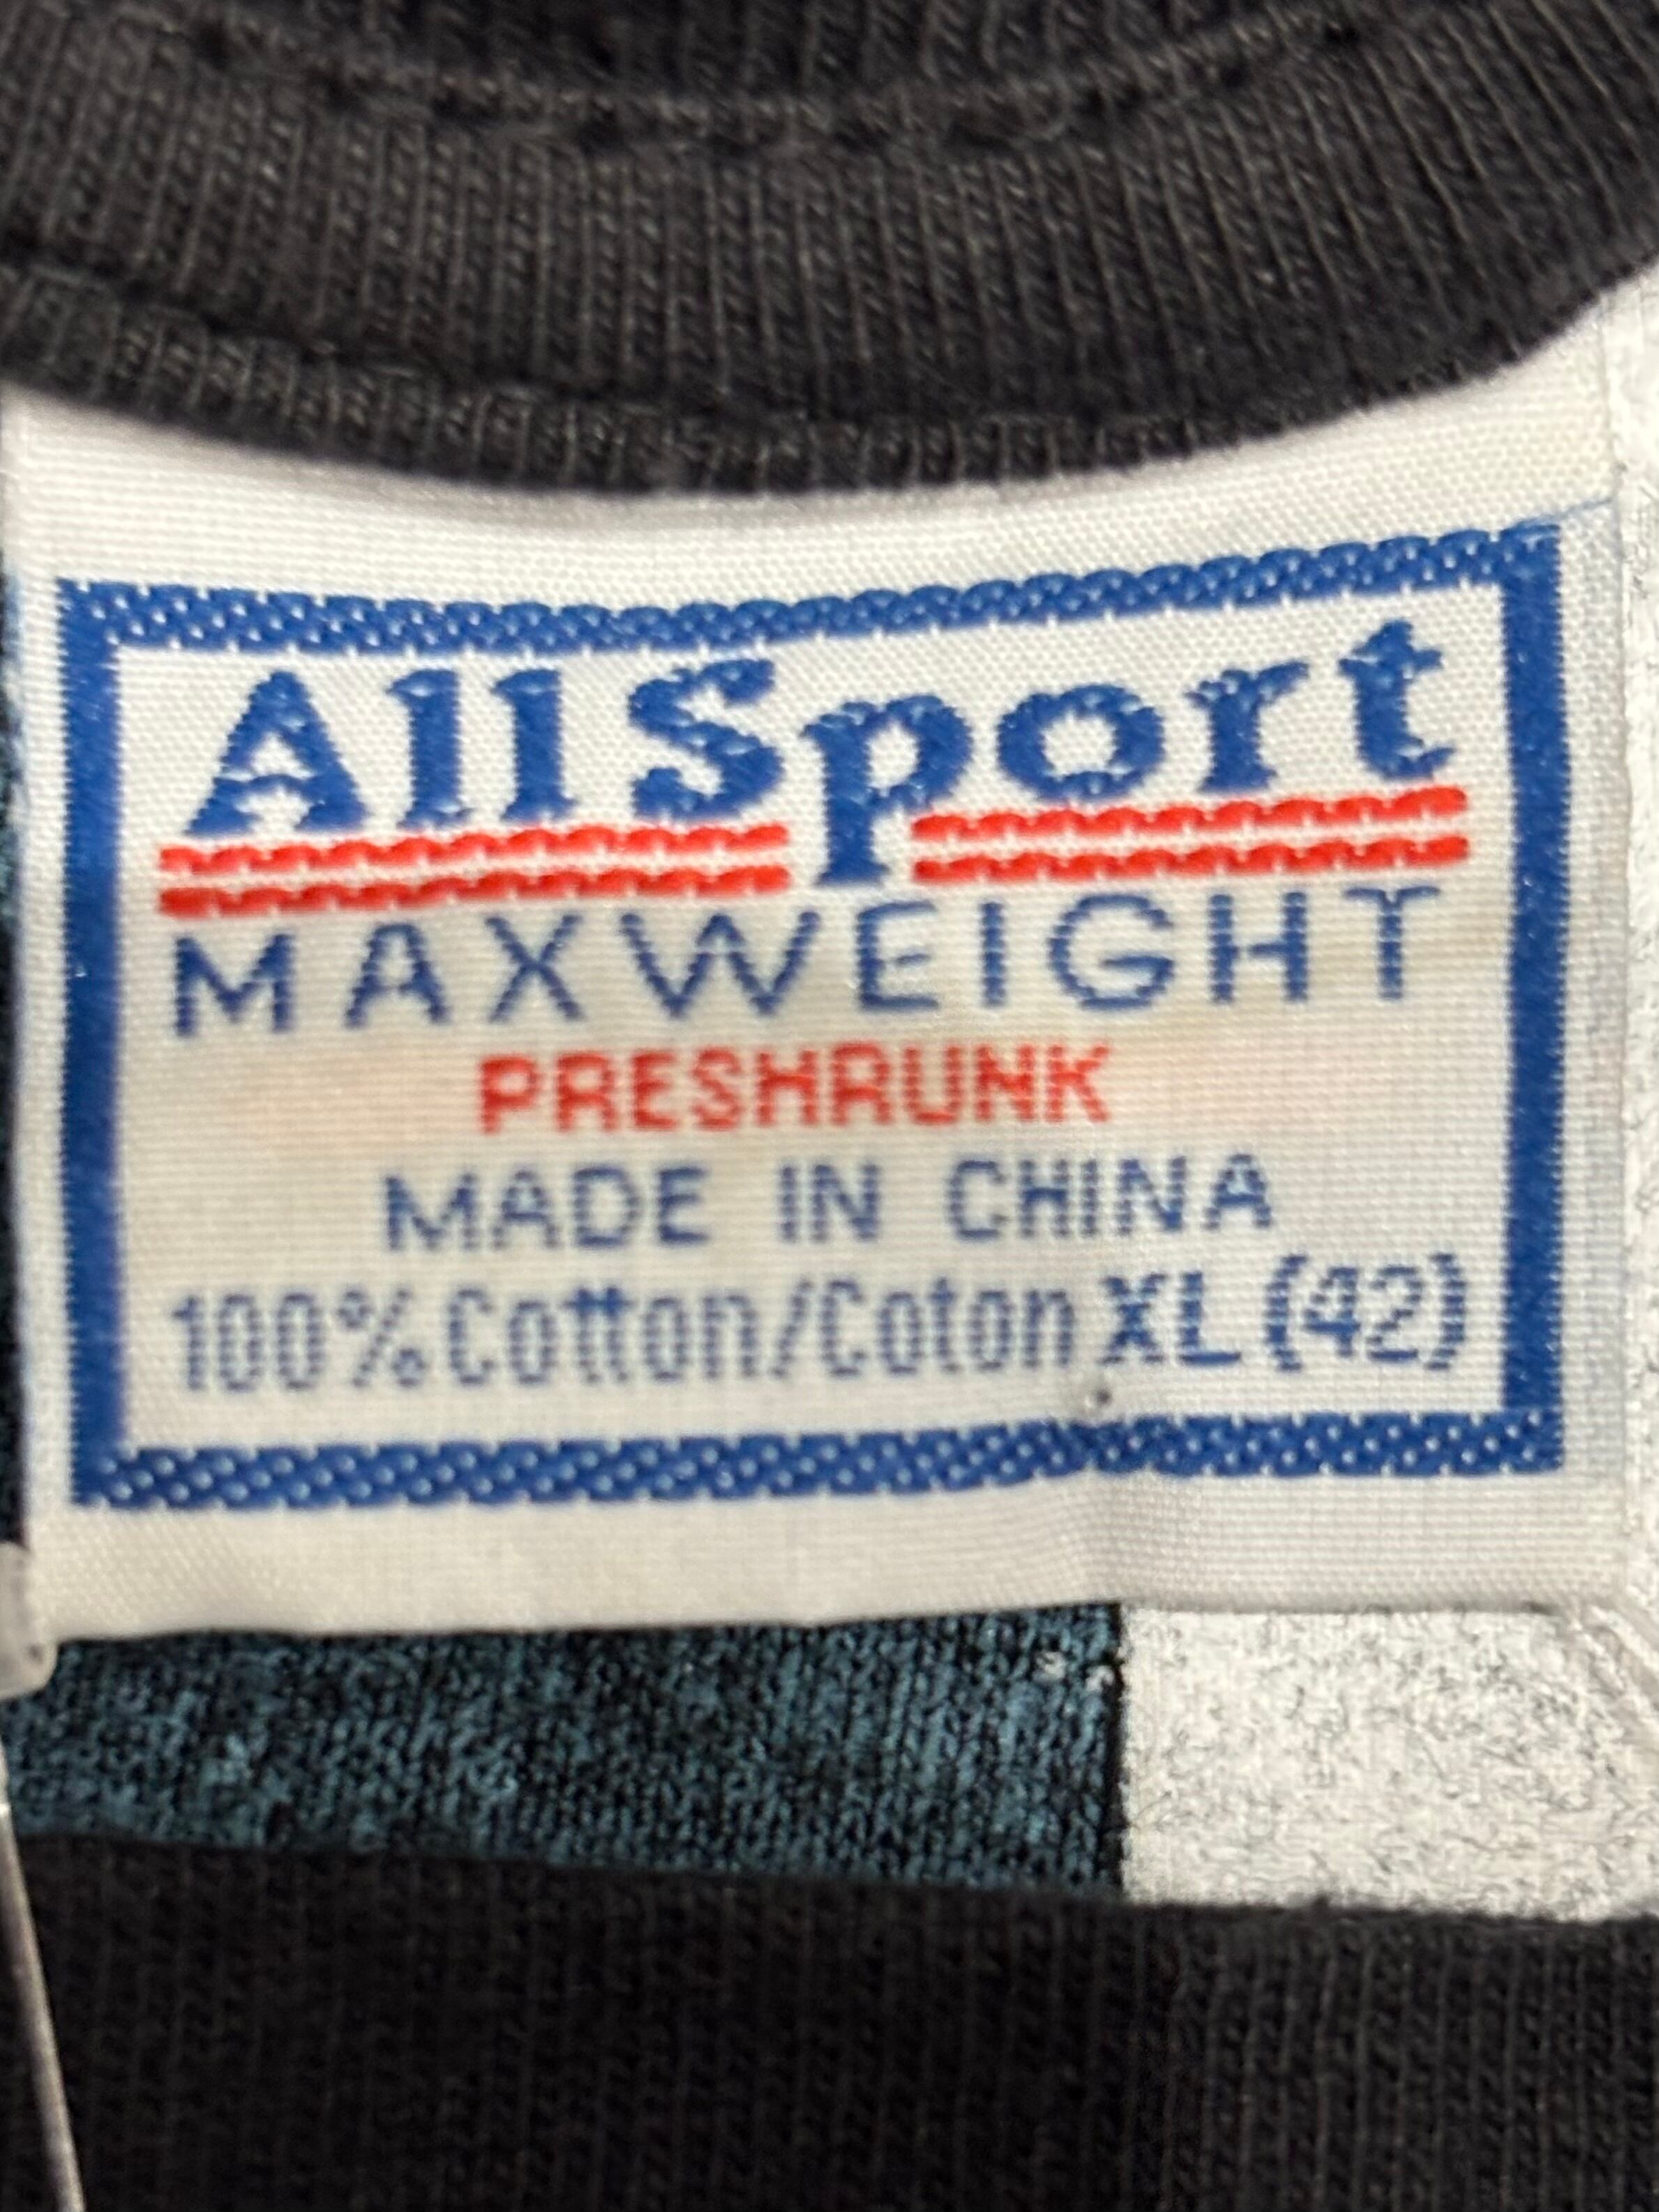 AllSport
MAXWEIGHT
PRESHRUNK
MADE IN CHINA
100% Cotton/Coton XL (42)